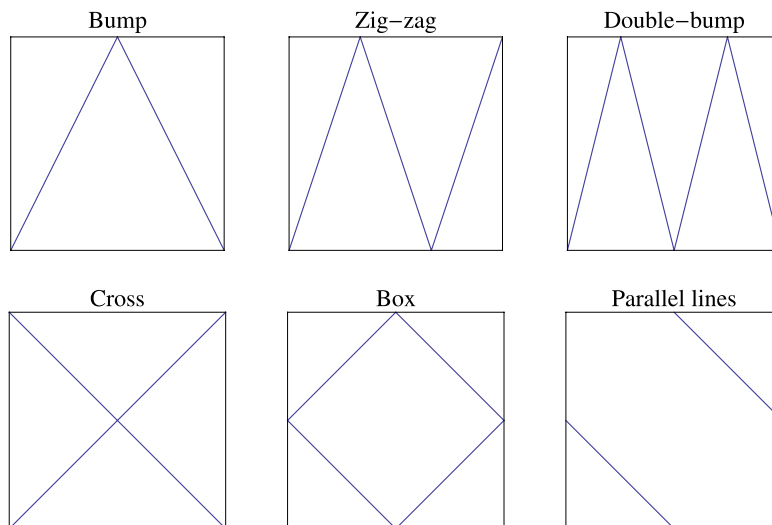 Bump
Zig−zag
Double−bump
Cross
Box
Parallel lines